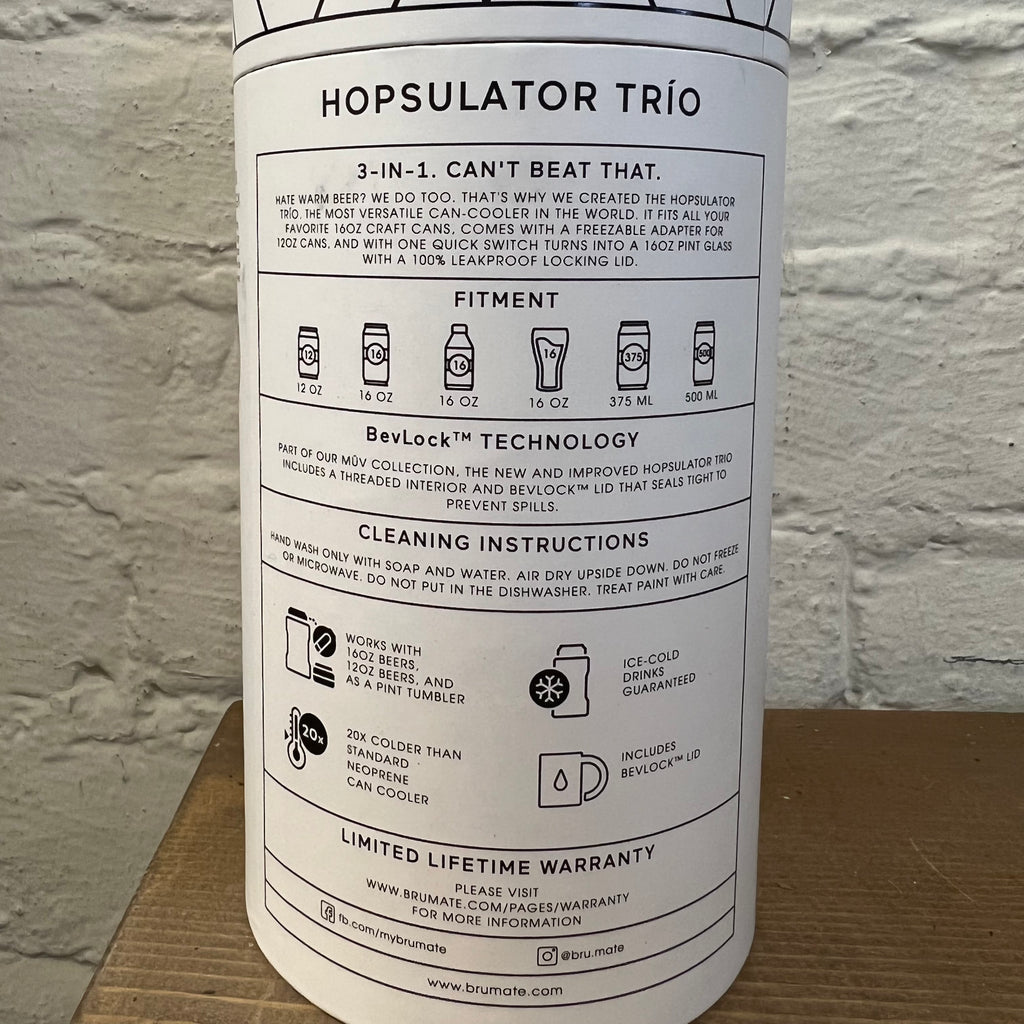 HOPSULATOR TRÍO
3-IN-1. CAN'T BEAT THAT.
HATE WARM BEER? WE DO TOO. THAT'S WHY WE CREATED THE HOPSULATOR
TRÍO, THE MOST VERSATILE CAN-COOLER IN THE WORLD. IT FITS ALL YOUR
FAVORITE 16OZ CRAFT CANS, COMES WITH A FREEZABLE ADAPTER FOR
12OZ CANS, AND WITH ONE QUICK SWITCH TURNS INTO A 16OZ PINT GLASS
WITH A 100% LEAKPROOF LOCKING LID.
FITMENT
12 16 16 16 375 500
12 OZ 16 OZ 16 OZ 16 OZ 375 ML 500 ML
BevLock™ TECHNOLOGY
PART OF OUR MŪV COLLECTION, THE NEW AND IMPROVED HOPSULATOR TRIO
INCLUDES A THREADED INTERIOR AND BEVLOCK™ LID THAT SEALS TIGHT TO
PREVENT SPILLS.
CLEANING INSTRUCTIONS
HAND WASH ONLY WITH SOAP AND WATER. AIR DRY UPSIDE DOWN. DO NOT FREEZE
OR MICROWAVE. DO NOT PUT IN THE DISHWASHER. TREAT PAINT WITH CARE.
WORKS WITH
16OZ BEERS,
12OZ BEERS, AND
AS A PINT TUMBLER
ICE-COLD
DRINKS
GUARANTEED
20x
20X COLDER THAN
STANDARD
NEOPRENE
CAN COOLER
INCLUDES
BEVLOCK™ LID
LIMITED LIFETIME WARRANTY
PLEASE VISIT
WWW.BRUMATE.COM/PAGES/WARRANTY
FOR MORE INFORMATION
fb.com/mybrumate
@bru.mate
www.brumate.com